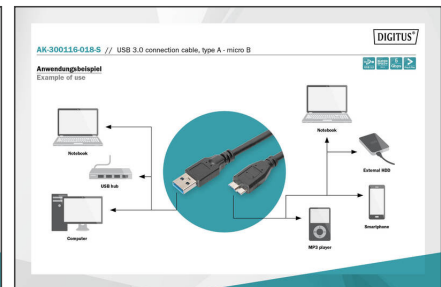 DIGITUS®
AK-300116-018-S // USB 3.0 connection cable, type A - micro B
Anwendungsbeispiel
Example of use
Notebook
USB hub
Computer
Notebook
External HDD
Smartphone
MP3 player